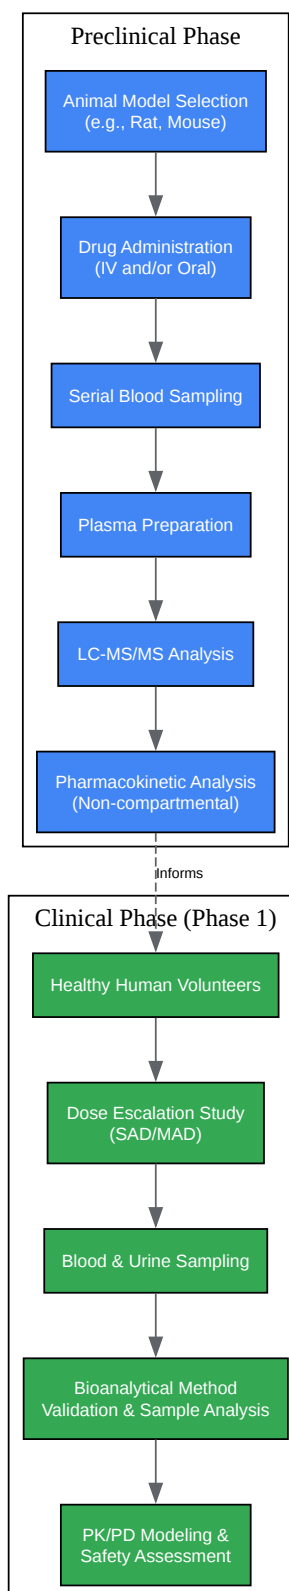 Preclinical Phase
Animal Model Selection
(e.g., Rat, Mouse)
Drug Administration
(IV and/or Oral)
Serial Blood Sampling
Plasma Preparation
LC-MS/MS Analysis
Pharmacokinetic Analysis
(Non-compartmental)
Informs
Clinical Phase (Phase 1)
Healthy Human Volunteers
Dose Escalation Study
(SAD/MAD)
Blood & Urine Sampling
Bioanalytical Method
Validation & Sample Analysis
PK/PD Modeling &
Safety Assessment